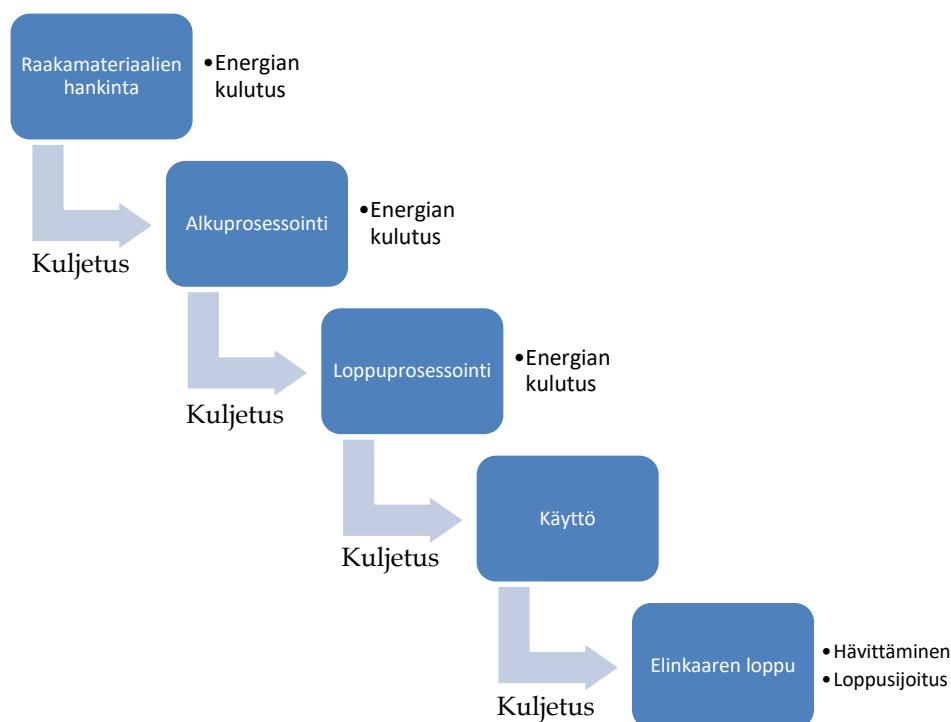 Raakamateriaalien
hankinta
•Energian
kulutus
Kuljetus
Alkuprosessointi
•Energian
kulutus
Kuljetus
Loppuprosessointi
•Energian
kulutus
Kuljetus
Käyttö
Kuljetus
Elinkaaren loppu
•Hävittäminen
•Loppusijoitus